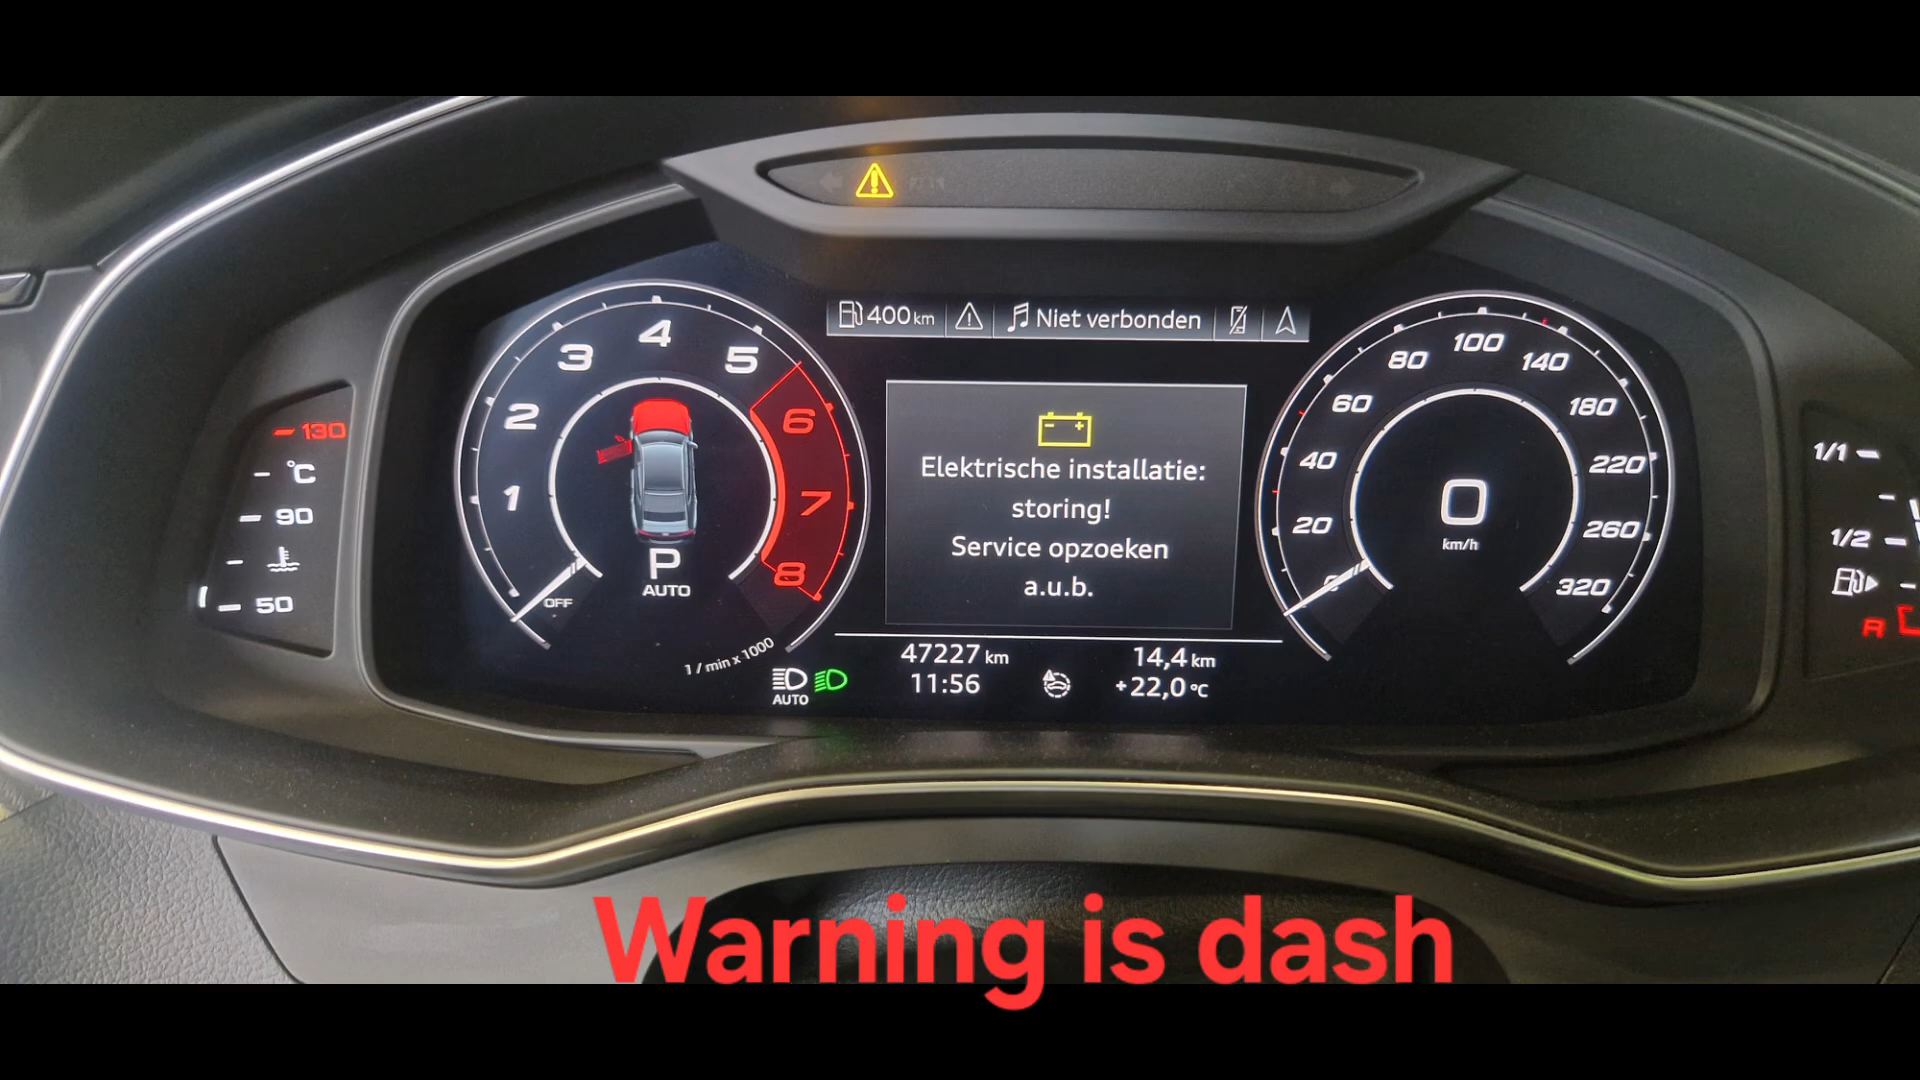 400 km
Niet verbonden
130
°C
90
50
1
2
3
4
5
6
7
8
P
AUTO
OFF
1 / min x 1000
Elektrische installatie:
storing!
Service opzoeken
a.u.b.
20
40
60
80
100
140
180
220
260
320
0
km/h
1/1
1/2
R
AUTO
47227 km
14,4 km
11:56
+22,0 °C
Warning is dash